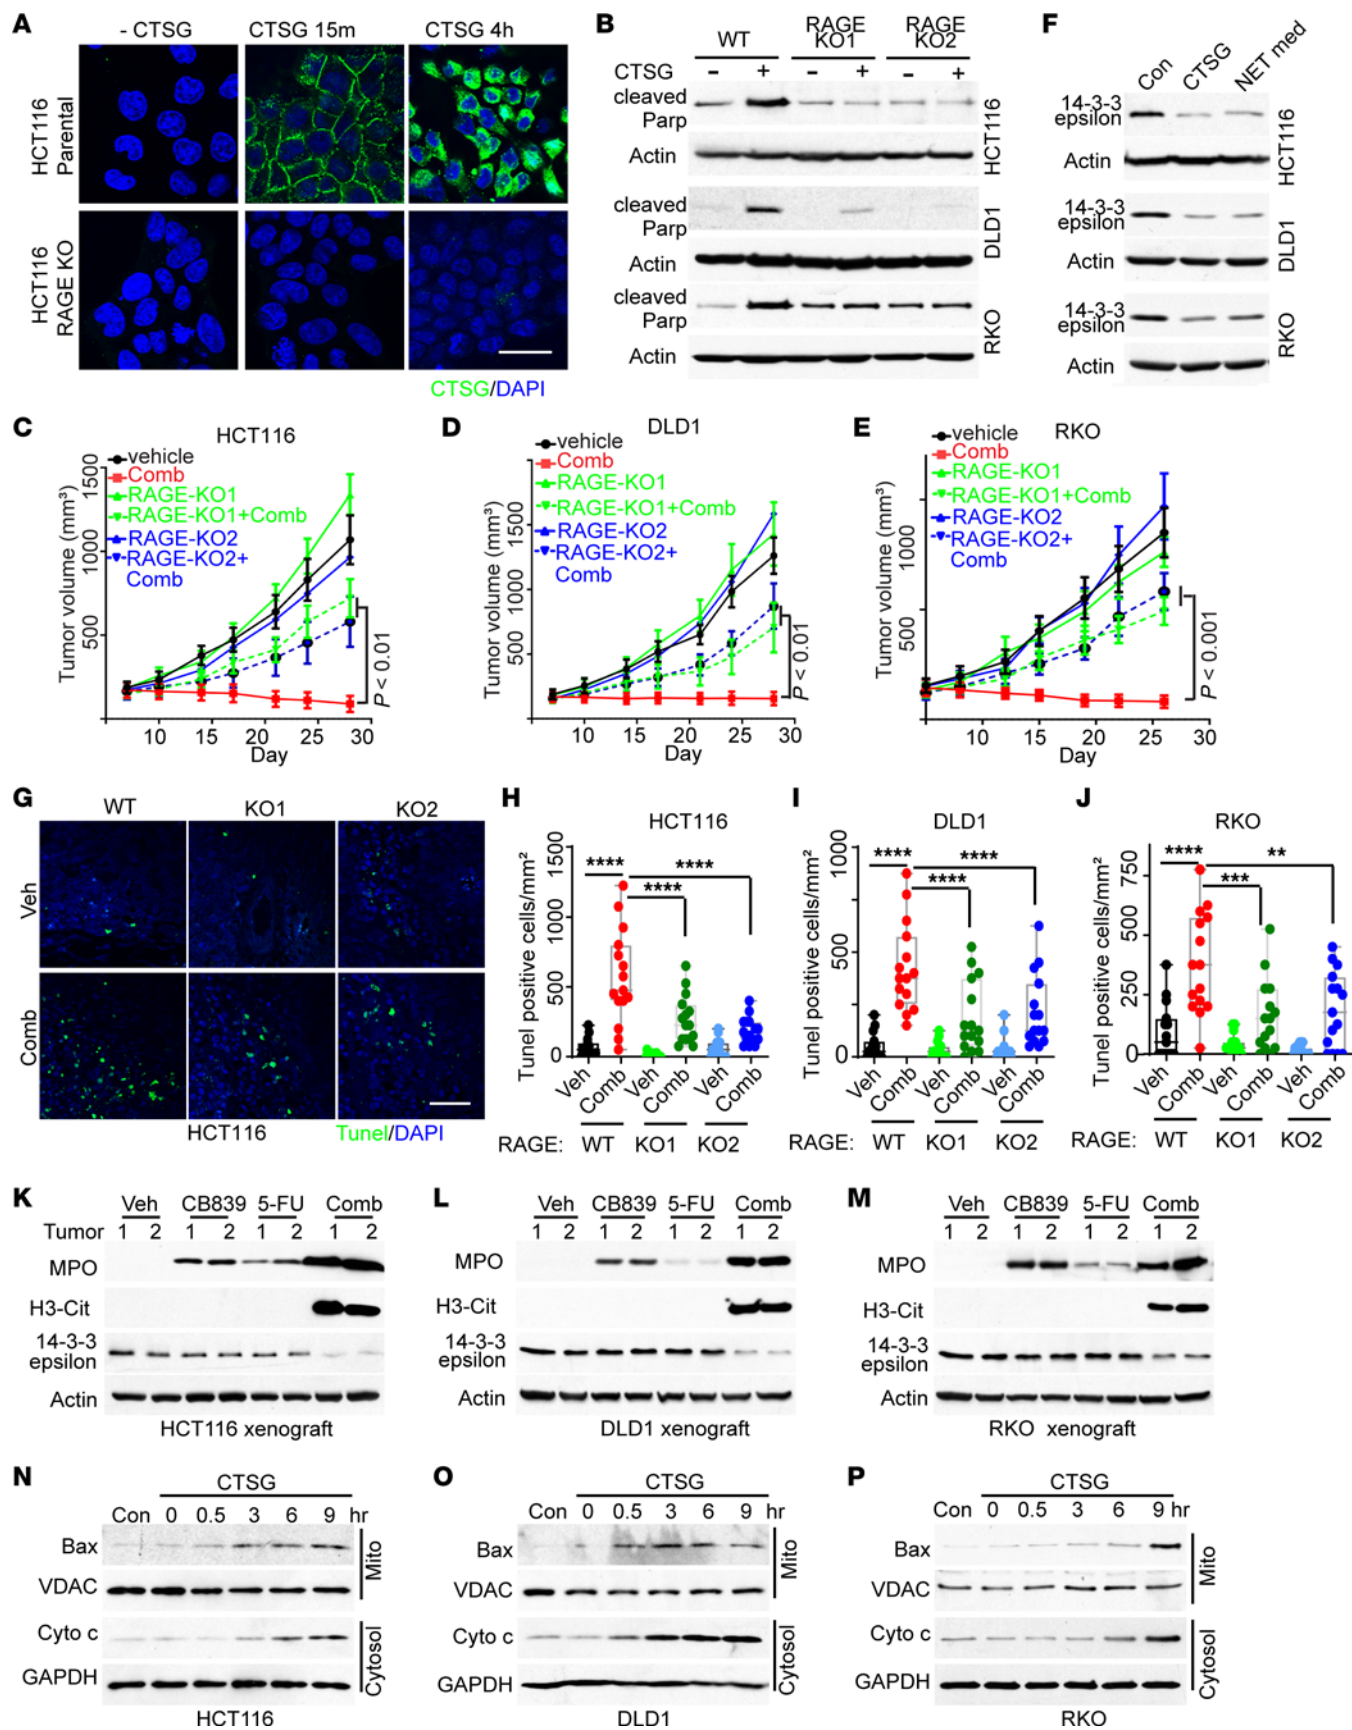 A
- CTSG
CTSG 15m
CTSG 4h
HCT116
Parental
HCT116
RAGE KO
CTSG/DAPI
B
WT
RAGE
KO1
RAGE
KO2
CTSG
- + - + - +
cleaved
Parp
Actin
HCT116
cleaved
Parp
Actin
DLD1
cleaved
Parp
Actin
RKO
F
Con
CTSG
NET med
14-3-3
epsilon
Actin
HCT116
14-3-3
epsilon
Actin
DLD1
14-3-3
epsilon
Actin
RKO
C
HCT116
vehicle
Comb
RAGE-KO1
RAGE-KO1+Comb
RAGE-KO2
RAGE-KO2+
Comb
Tumor volume (mm³)
1500
1000
500
P < 0.01
10 15 20 25 30
Day
D
DLD1
vehicle
Comb
RAGE-KO1
RAGE-KO1+Comb
RAGE-KO2
RAGE-KO2+
Comb
Tumor volume (mm³)
1500
1000
500
P < 0.01
10 15 20 25 30
Day
E
RKO
vehicle
Comb
RAGE-KO1
RAGE-KO1+Comb
RAGE-KO2
RAGE-KO2+
Comb
Tumor volume (mm³)
1000
500
P < 0.001
10 15 20 25 30
Day
G
WT
KO1
KO2
Veh
Comb
HCT116
Tunel/DAPI
H
HCT116
Tunel positive cells/mm²
1500
1000
500
0
****
****
****
Veh
Comb
Veh
Comb
Veh
Comb
RAGE: WT KO1 KO2
I
DLD1
Tunel positive cells/mm²
1000
500
0
****
****
****
Veh
Comb
Veh
Comb
Veh
Comb
RAGE: WT KO1 KO2
J
RKO
Tunel positive cells/mm²
750
500
250
0
****
**
***
Veh
Comb
Veh
Comb
Veh
Comb
RAGE: WT KO1 KO2
K
Veh CB839 5-FU Comb
Tumor 1 2 1 2 1 2 1 2
MPO
H3-Cit
14-3-3
epsilon
Actin
HCT116 xenograft
L
Veh CB839 5-FU Comb
1 2 1 2 1 2 1 2
MPO
H3-Cit
14-3-3
epsilon
Actin
DLD1 xenograft
M
Veh CB839 5-FU Comb
1 2 1 2 1 2 1 2
MPO
H3-Cit
14-3-3
epsilon
Actin
RKO xenograft
N
CTSG
Con 0 0.5 3 6 9 hr
Bax
VDAC
Mito
Cyto c
GAPDH
Cytosol
HCT116
O
CTSG
Con 0 0.5 3 6 9 hr
Bax
VDAC
Mito
Cyto c
GAPDH
Cytosol
DLD1
P
CTSG
Con 0 0.5 3 6 9 hr
Bax
VDAC
Mito
Cyto c
GAPDH
Cytosol
RKO